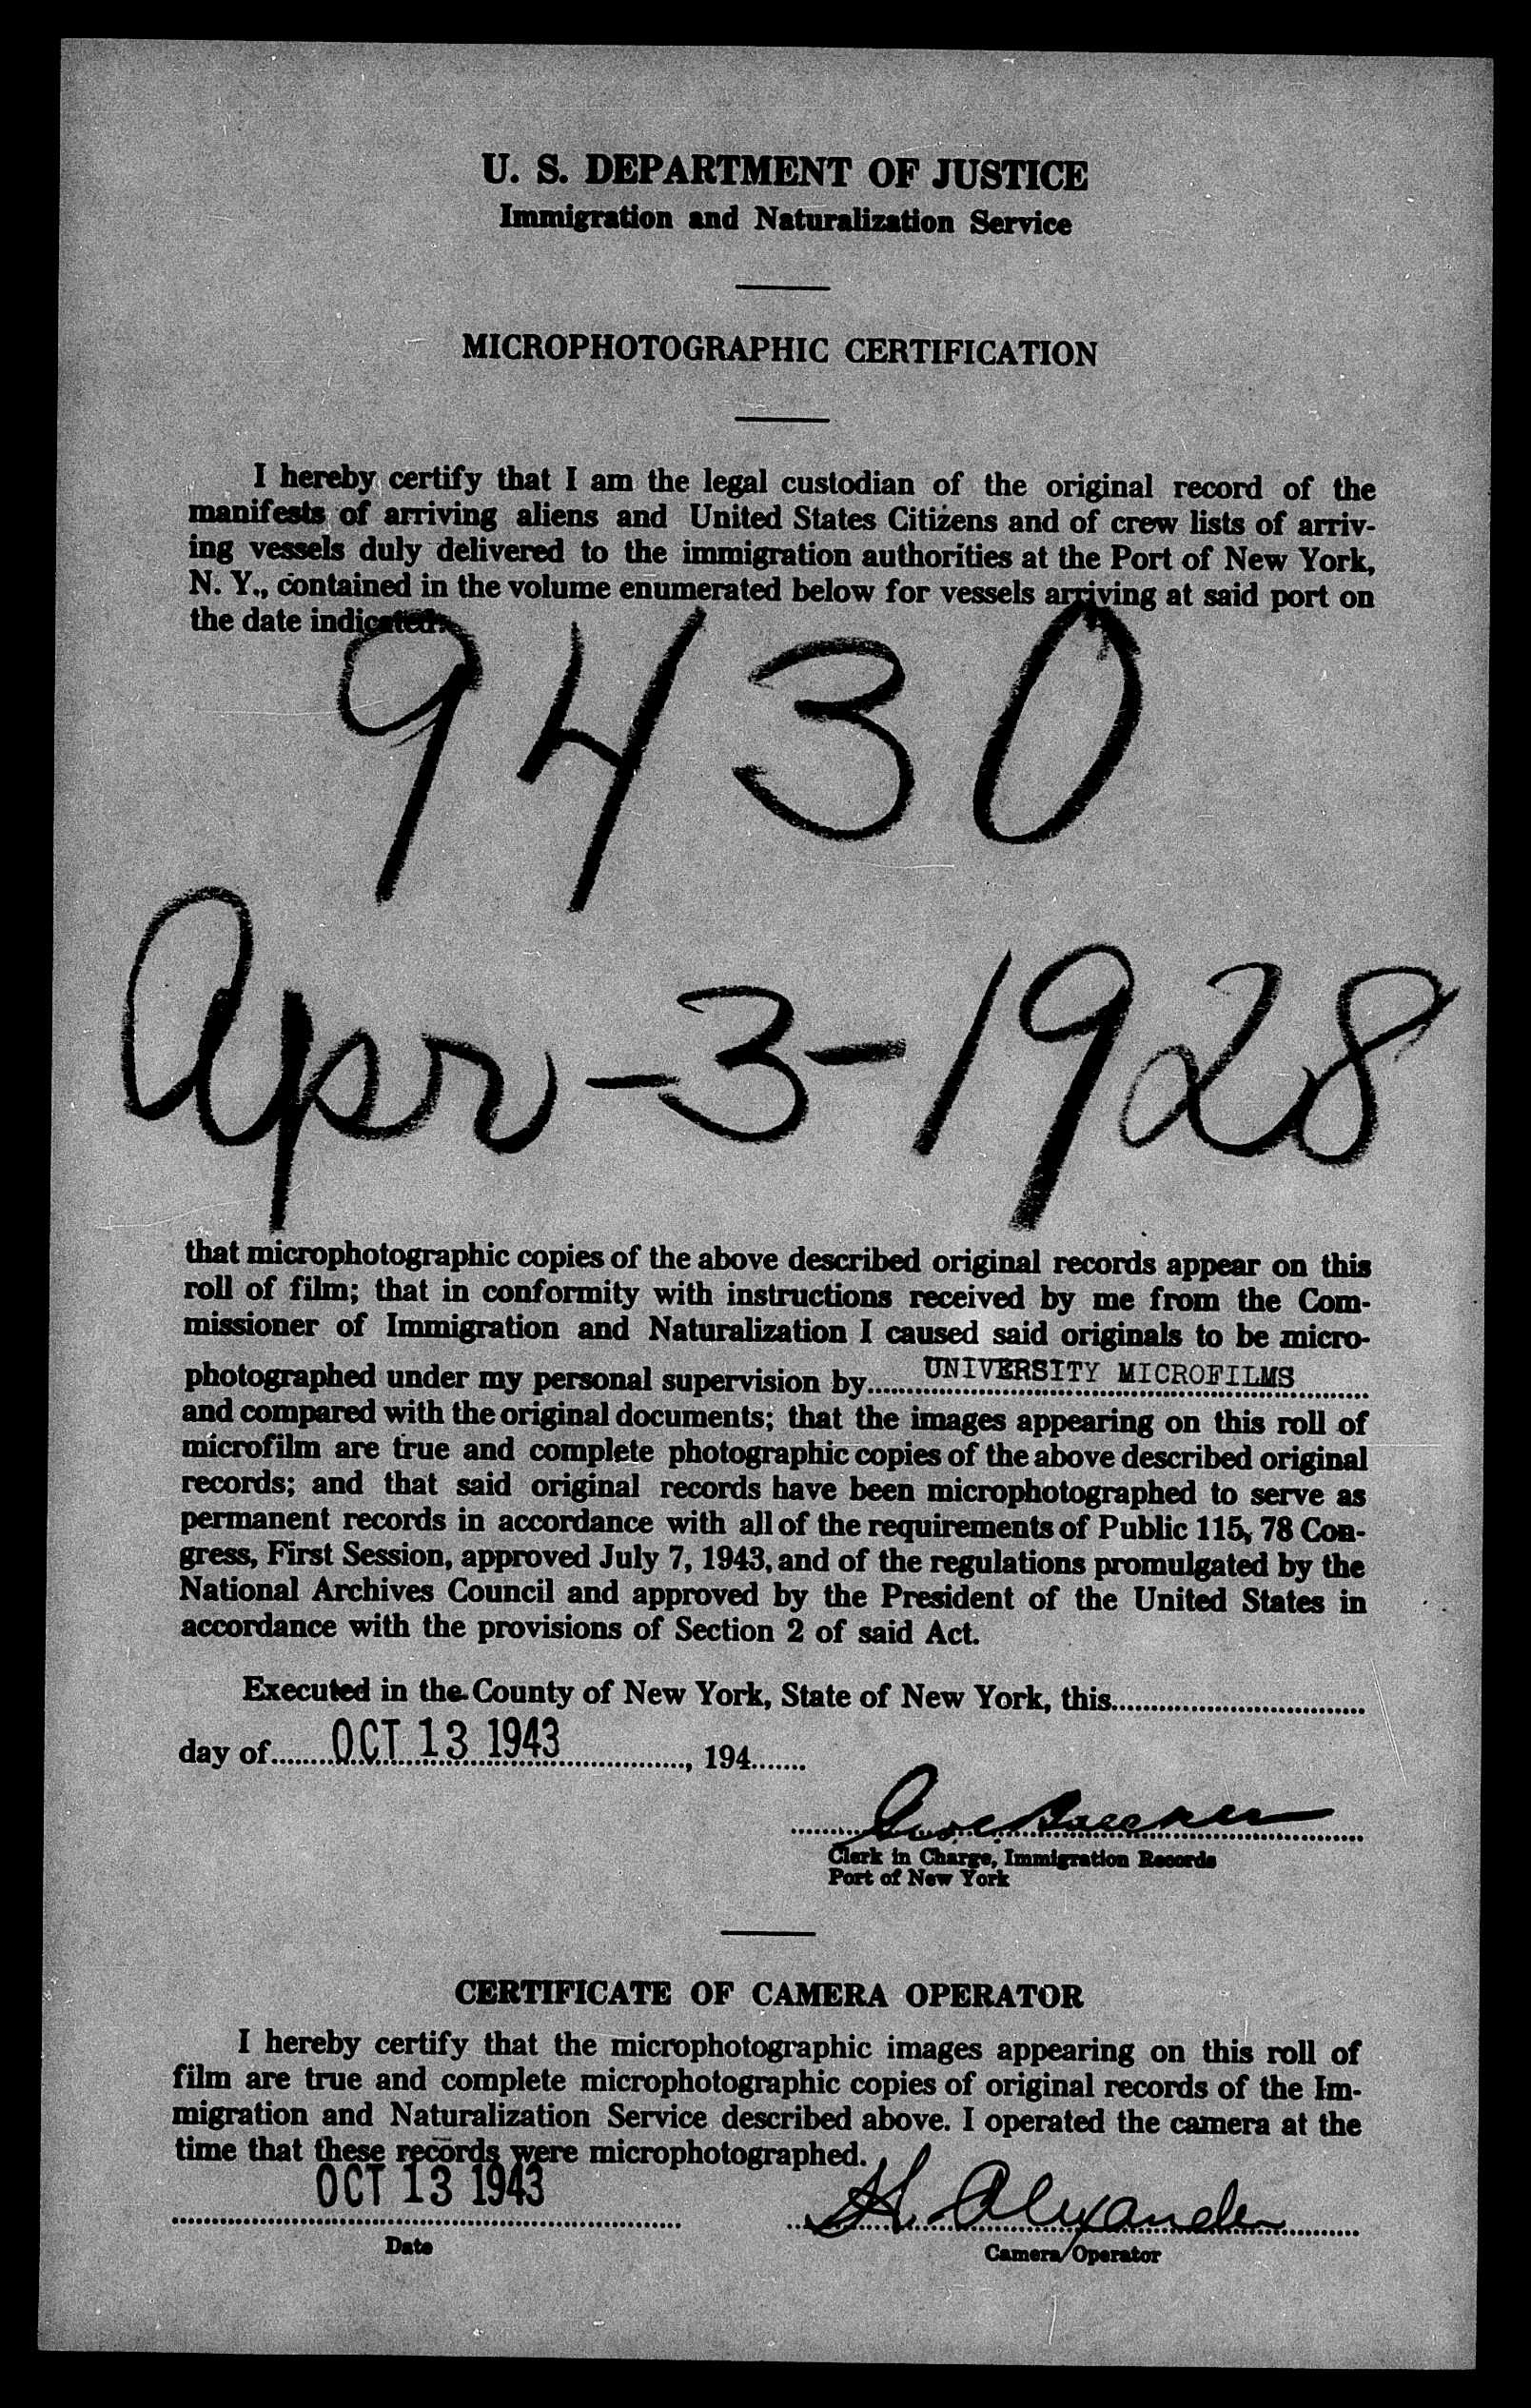 U. S. DEPARTMENT OF JUSTICE
Immigration and Naturalization Service
MICROPHOTOGRAPHIC CERTIFICATION
I hereby certify that I am the legal custodian of the original record of the
manifests of arriving aliens and United States Citizens and of crew lists of arriv-
ing vessels duly delivered to the immigration authorities at the Port of New York,
N. Y., contained in the volume enumerated below for vessels arriving at said port on
the date indicated:
9430
Apr-3-1928
that microphotographic copies of the above described original records appear on this
roll of film; that in conformity with instructions received by me from the Com-
missioner of Immigration and Naturalization I caused said originals to be micro-
photographed under my personal supervision by UNIVERSITY MICROFILMS
and compared with the original documents; that the images appearing on this roll of
microfilm are true and complete photographic copies of the above described original
records; and that said original records have been microphotographed to serve as
permanent records in accordance with all of the requirements of Public 115, 78 Con-
gress, First Session, approved July 7, 1943, and of the regulations promulgated by the
National Archives Council and approved by the President of the United States in
accordance with the provisions of Section 2 of said Act.
Executed in the County of New York, State of New York, this
day of OCT 13 1943, 194
Clerk in Charge, Immigration Records
Port of New York
CERTIFICATE OF CAMERA OPERATOR
I hereby certify that the microphotographic images appearing on this roll of
film are true and complete microphotographic copies of original records of the Im-
migration and Naturalization Service described above. I operated the camera at the
time that these records were microphotographed.
OCT 13 1943 H. Alexander
Date Camera Operator